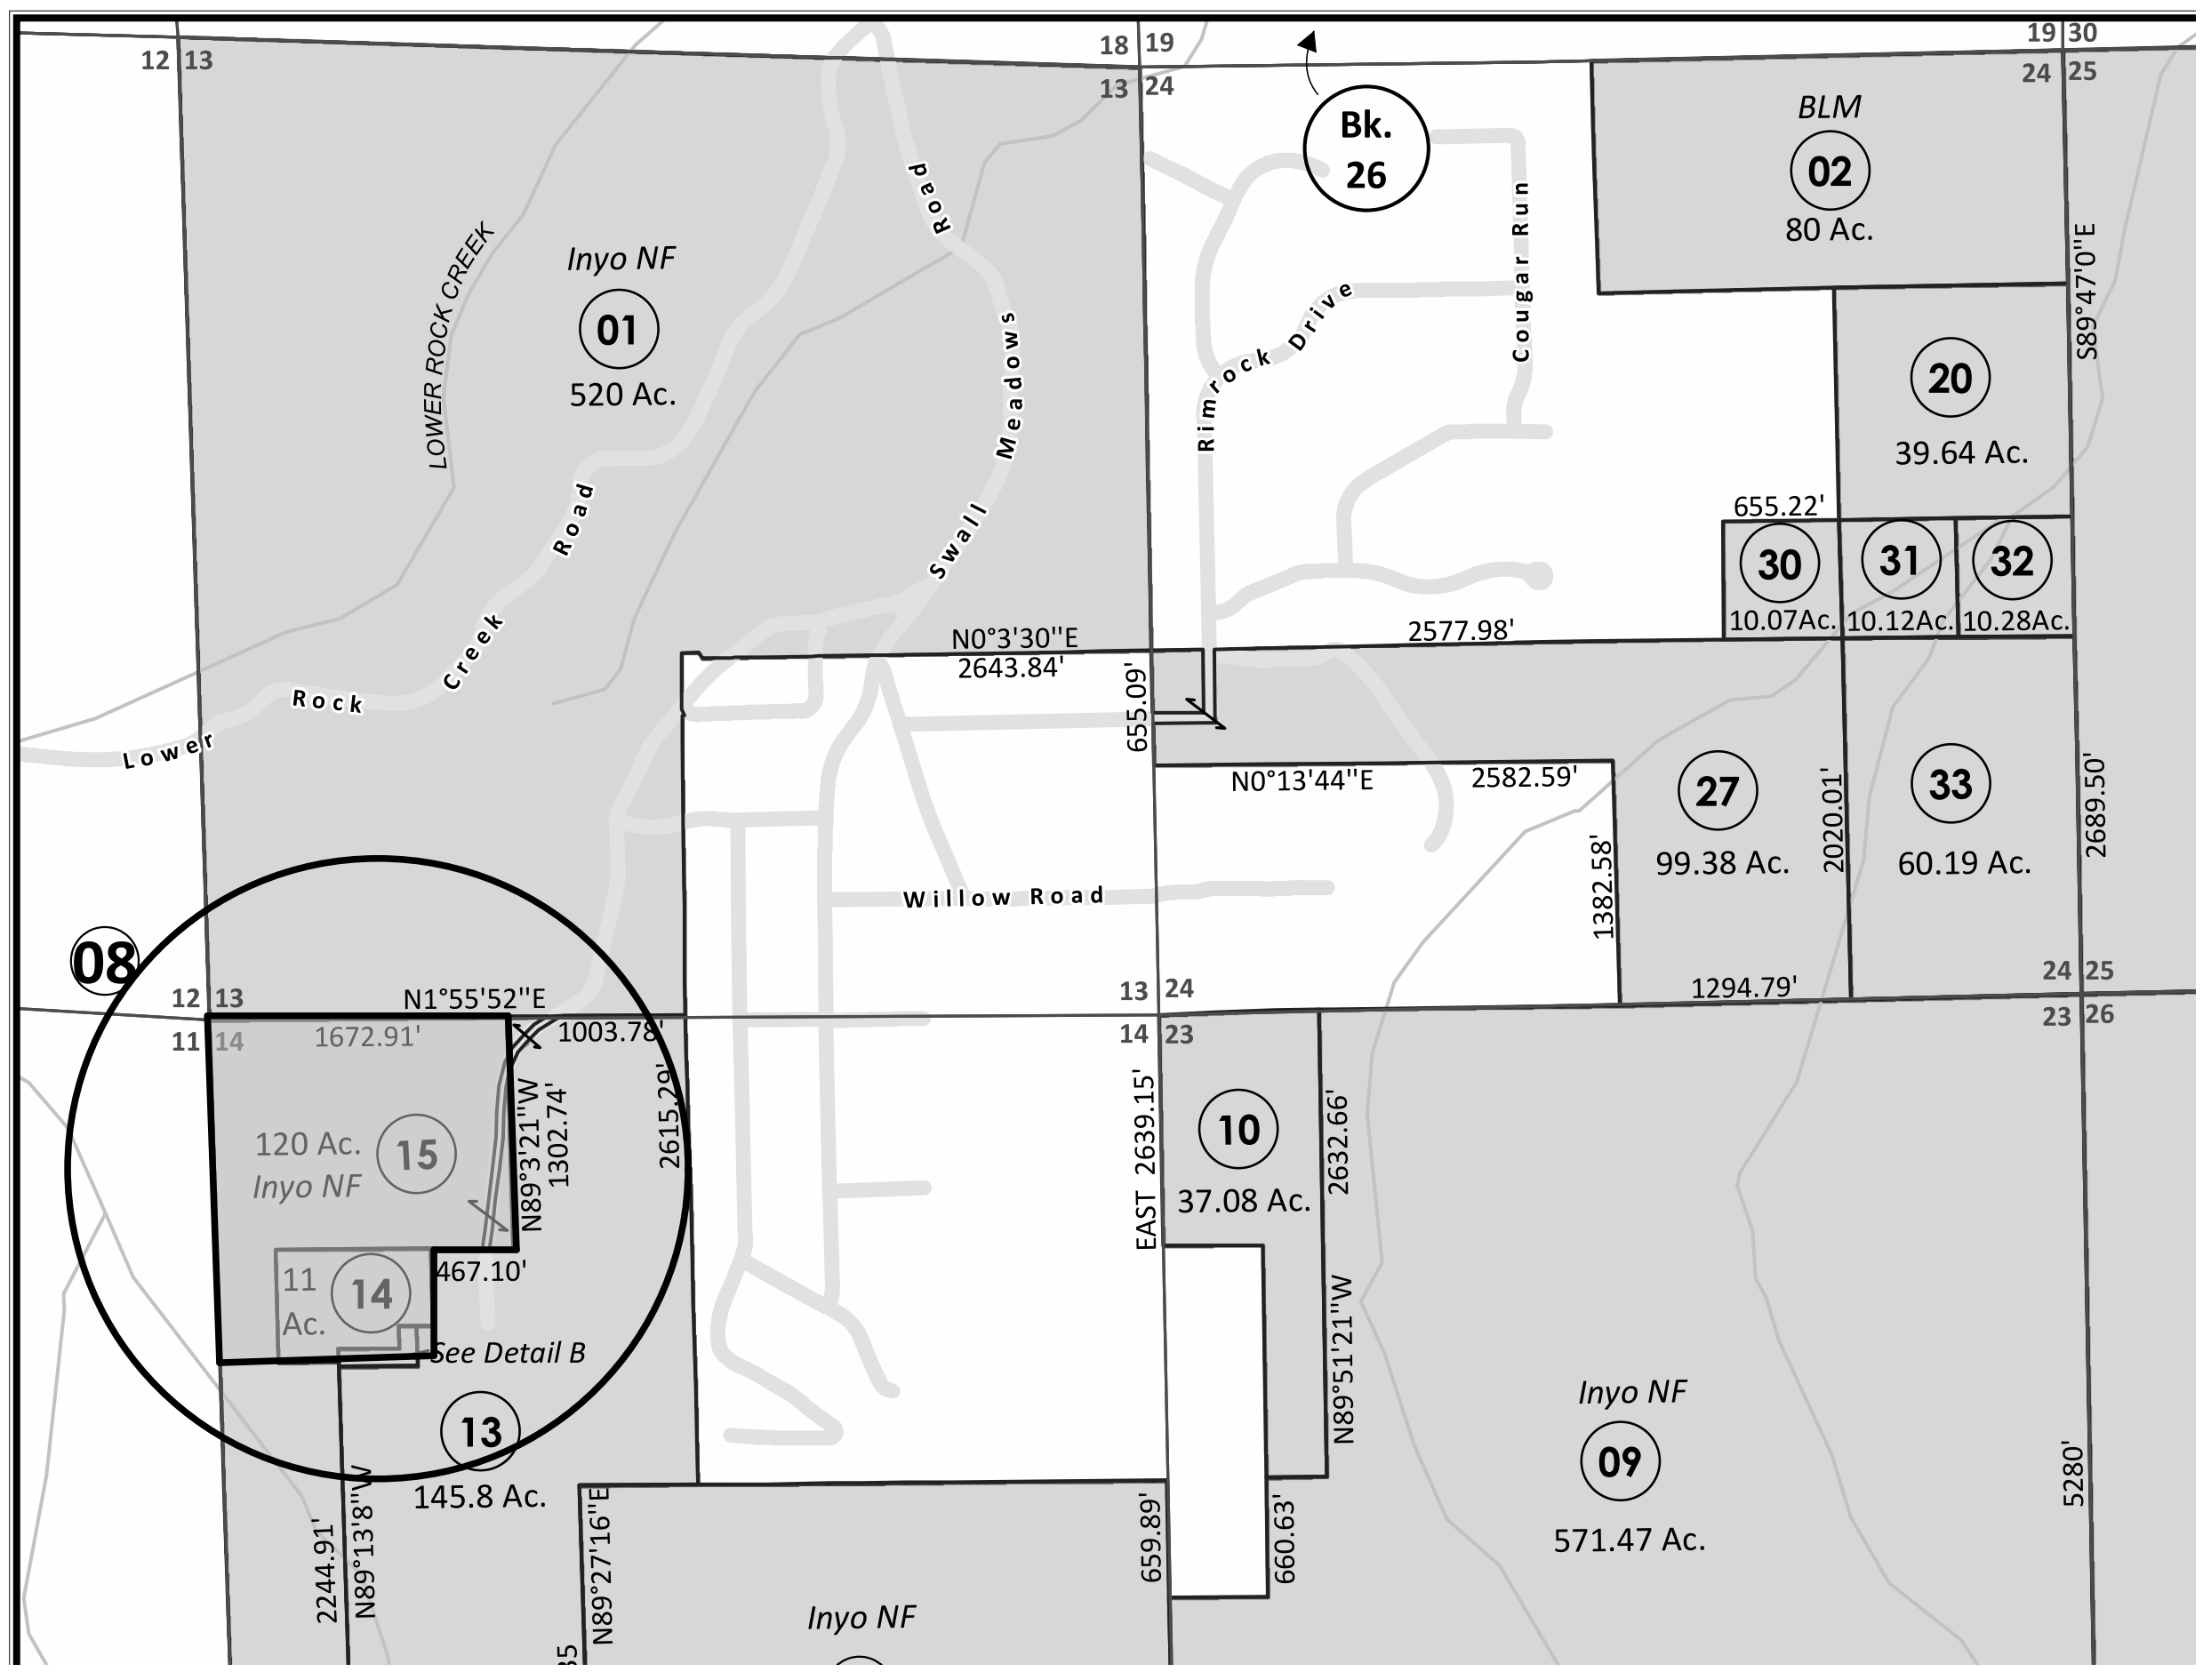 12 13
18 19
13 24
19 30
24 25
Bk.
26
BLM
02
80 Ac.
S89°47'0"E
Inyo NF
01
520 Ac.
LOWER ROCK CREEK
Swall Meadows Road
Rimrock Drive
Cougar Run
20
39.64 Ac.
655.22'
30
10.07Ac.
31
10.12Ac.
32
10.28Ac.
Lower Rock Creek Road
N0°3'30"E
2643.84'
2577.98'
655.09'
N0°13'44"E
2582.59'
27
99.38 Ac.
2020.01'
33
60.19 Ac.
2689.50'
1382.58'
1294.79'
Willow Road
08
12 13
11 14
N1°55'52"E
1672.91'
1003.78'
13 24
14 23
24 25
23 26
120 Ac.
15
Inyo NF
N89°3'21"W
1302.74'
2615.29'
EAST 2639.15'
10
37.08 Ac.
2632.66'
N89°51'21"W
11
Ac.
14
467.10'
See Detail B
13
145.8 Ac.
2244.91'
N89°13'8"W
N89°27'16"E
659.89'
660.63'
Inyo NF
09
571.47 Ac.
5280'
Inyo NF